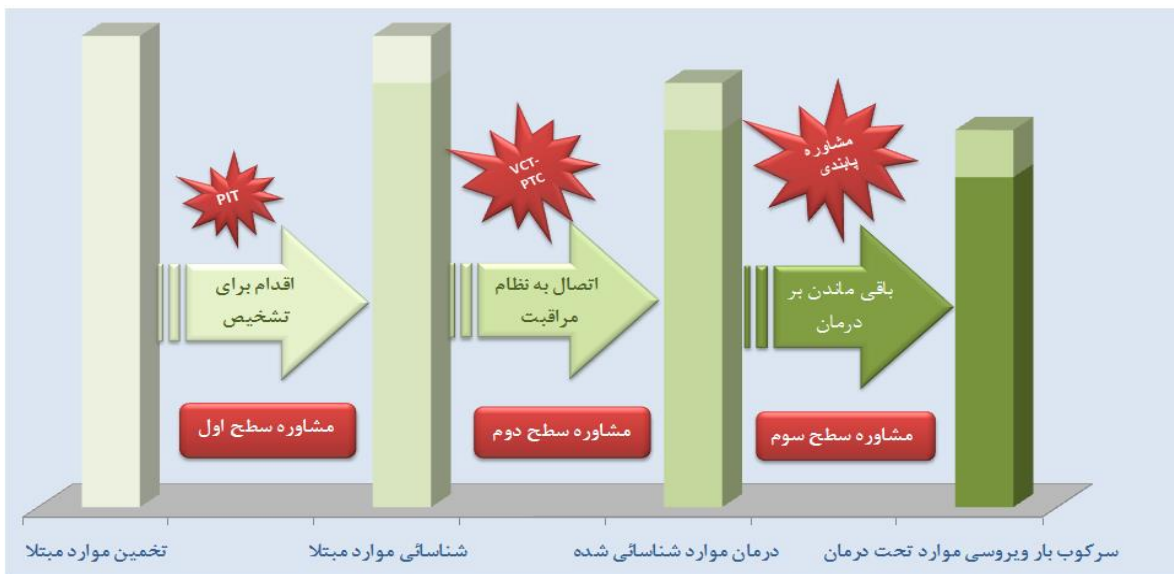 PIT
VCT-
PTC
مشاوره
پابندی
اقدام برای
تشخیص
اتصال به نظام
مراقبت
باقی ماندن بر
درمان
مشاوره سطح اول
مشاوره سطح دوم
مشاوره سطح سوم
تخمین موارد مبتلا
شناسائی موارد مبتلا
درمان موارد شناسائی شده
سرکوب بار ویروسی موارد تحت درمان